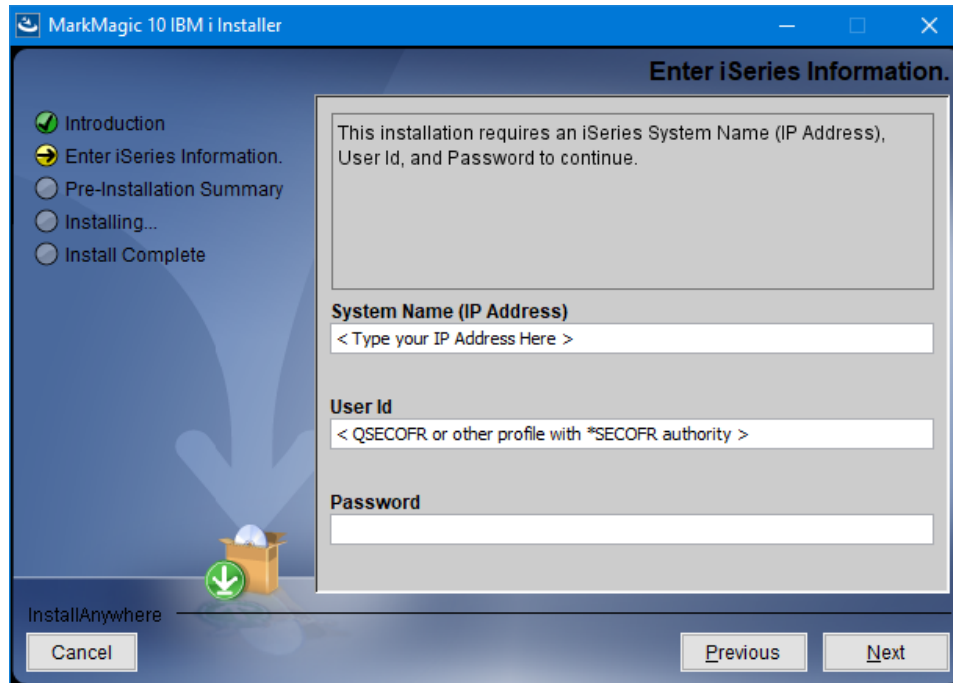 MarkMagic 10 IBM i Installer
Enter iSeries Information.
Introduction
Enter iSeries Information.
Pre-Installation Summary
Installing...
Install Complete
This installation requires an iSeries System Name (IP Address),
User Id, and Password to continue.
System Name (IP Address)
< Type your IP Address Here >
User Id
< QSECOFR or other profile with *SECOFR authority >
Password
InstallAnywhere
Cancel
Previous
Next